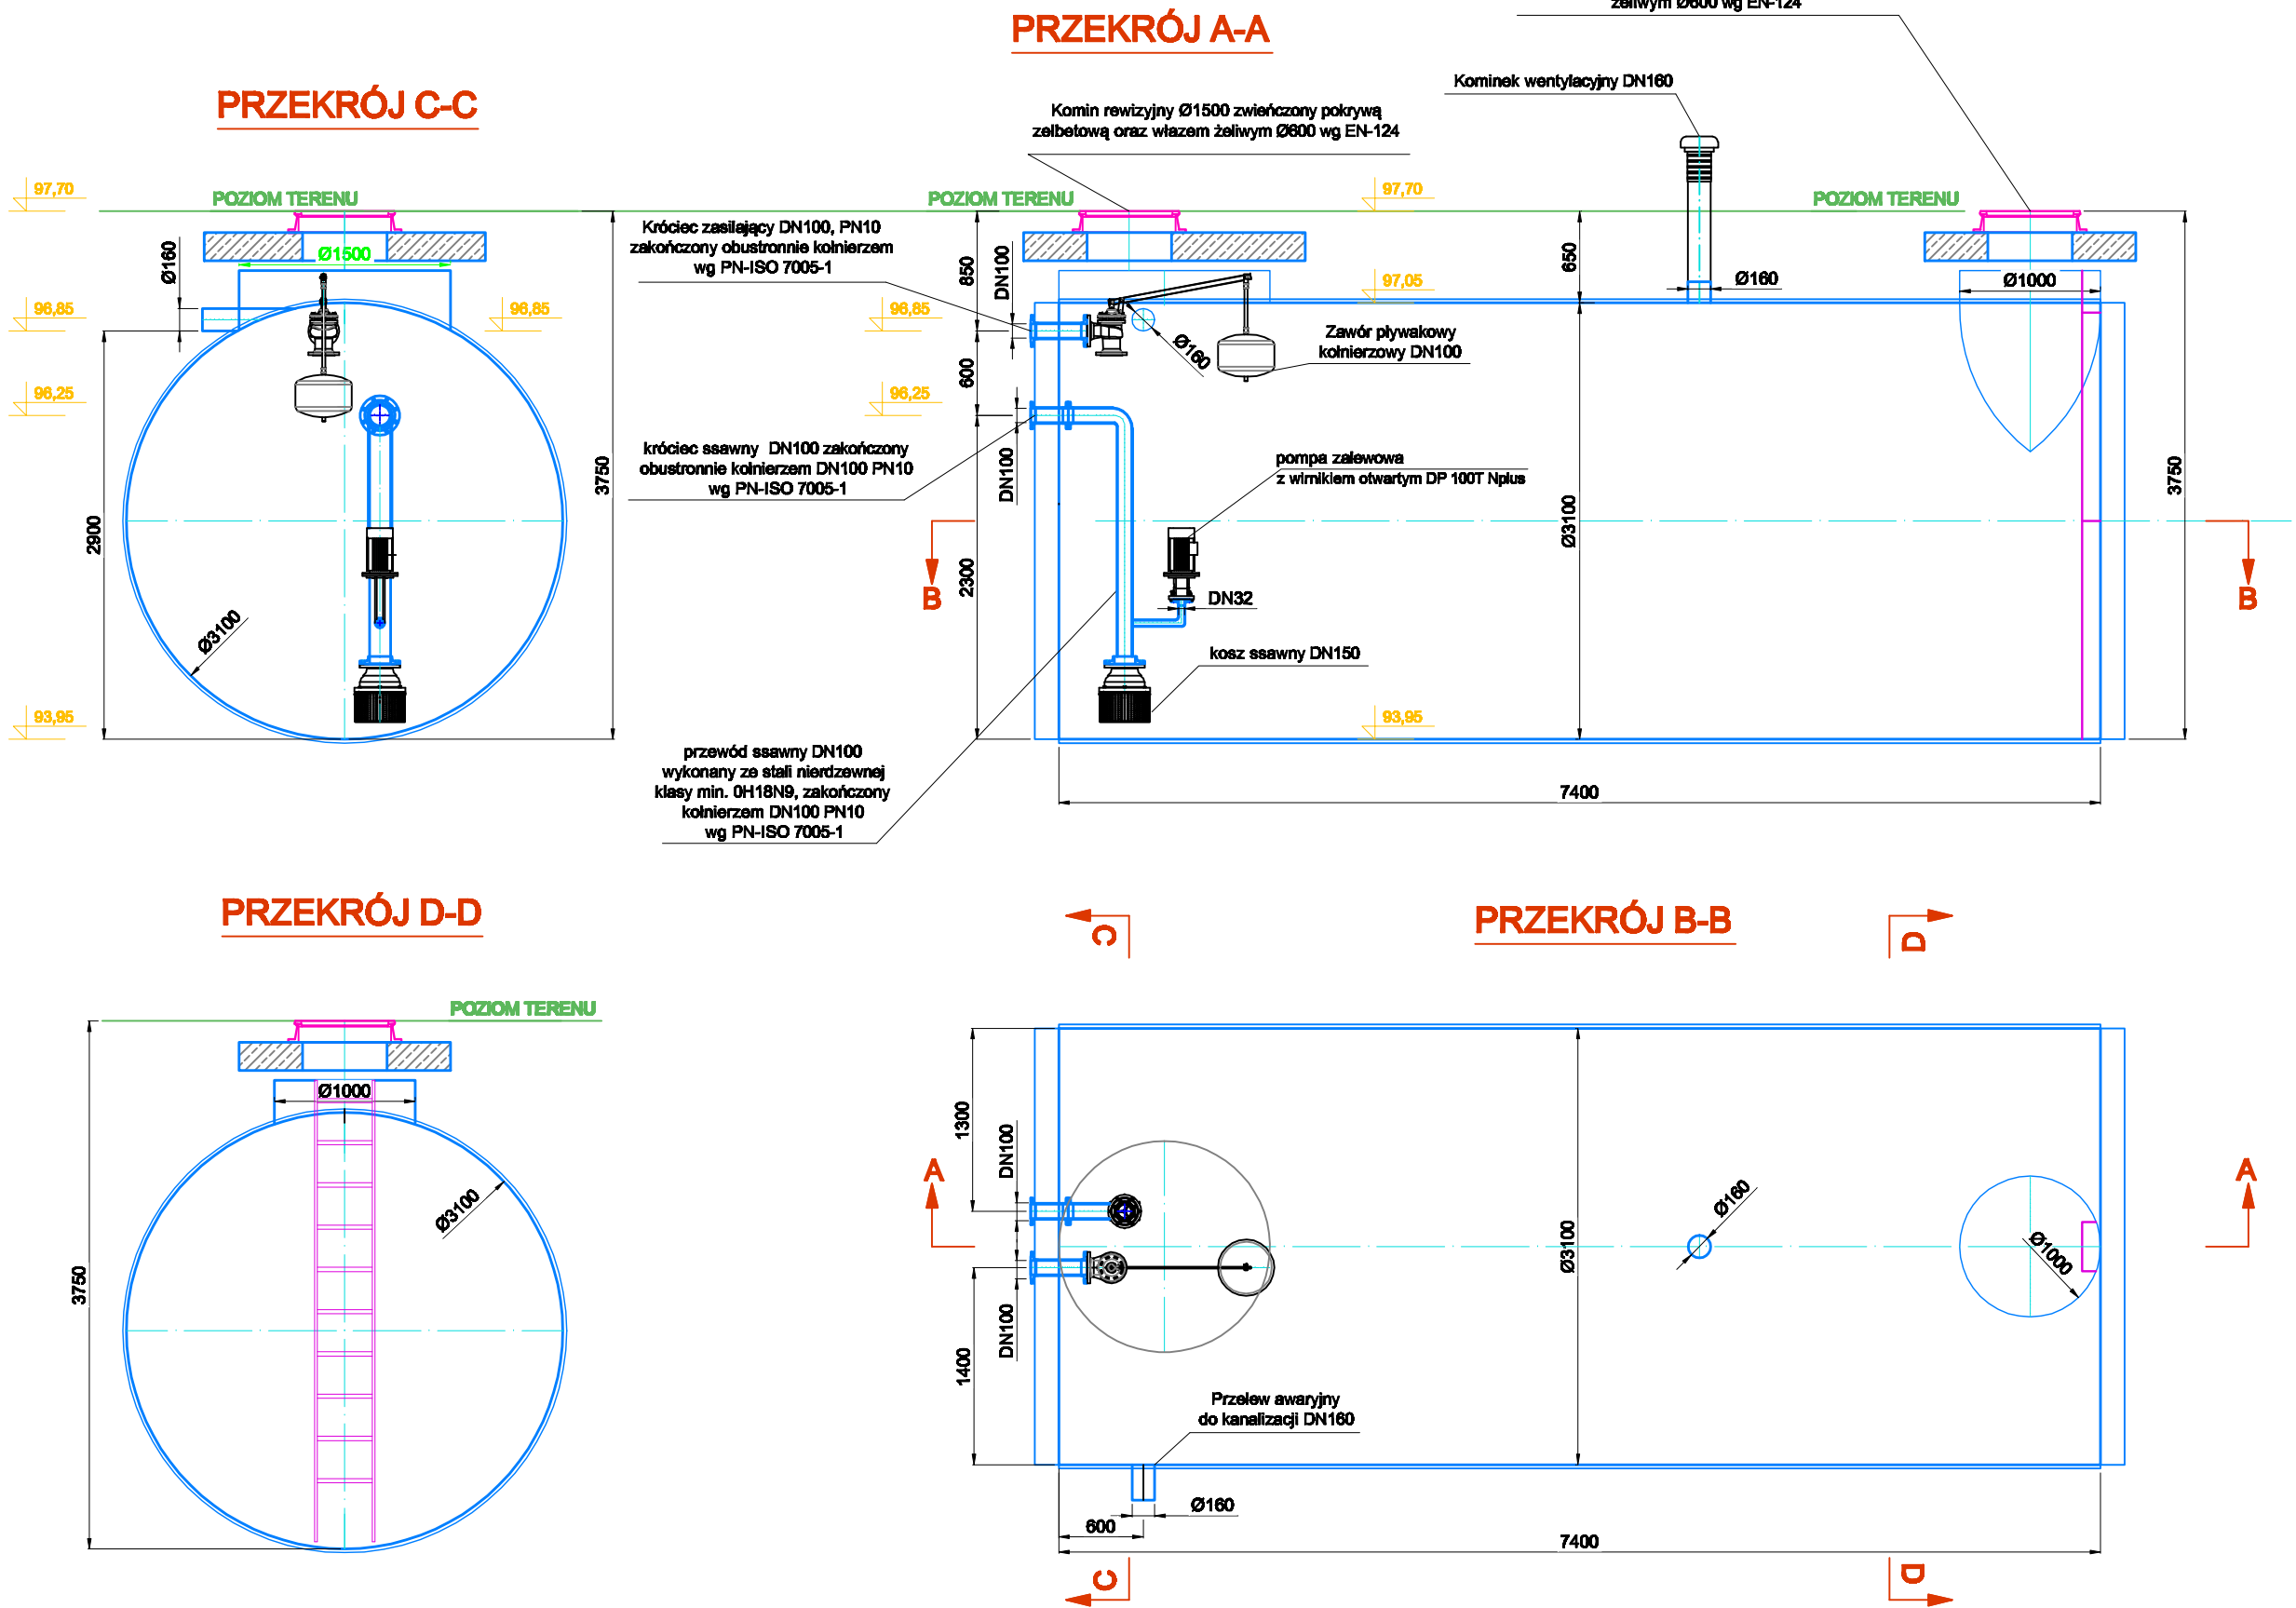 żeliwym Ø600 wg EN-124
PRZEKRÓJ A-A
PRZEKRÓJ C-C
Kominek wentylacyjny DN160
Komin rewizyjny Ø1500 zwieńczony pokrywą
zelbetową oraz włazem żeliwym Ø600 wg EN-124
97,70
POZIOM TERENU
POZIOM TERENU
97,70
POZIOM TERENU
Króciec zasilający DN100, PN10
zakończony obustronnie kołnierzem
wg PN-ISO 7005-1
Ø160
Ø1500
850
DN100
650
97,05
Ø160
Ø1000
96,85
96,85
96,85
Ø160
Zawór pływakowy
kołnierzowy DN100
600
96,25
96,25
króciec ssawny DN100 zakończony
obustronnie kołnierzem DN100 PN10
wg PN-ISO 7005-1
DN100
pompa zalewowa
z wirnikiem otwartym DP 100T Nplus
3750
3750
2900
Ø3100
2300
B
B
DN32
Ø3100
kosz ssawny DN150
93,95
93,95
przewód ssawny DN100
wykonany ze stali nierdzewnej
klasy min. 0H18N9, zakończony
kołnierzem DN100 PN10
wg PN-ISO 7005-1
7400
PRZEKRÓJ D-D
PRZEKRÓJ B-B
C
D
POZIOM TERENU
Ø1000
Ø3100
3750
1300
DN100
A
A
Ø160
Ø3100
Ø1000
DN100
1400
Przelew awaryjny
do kanalizacji DN160
Ø160
600
7400
C
D